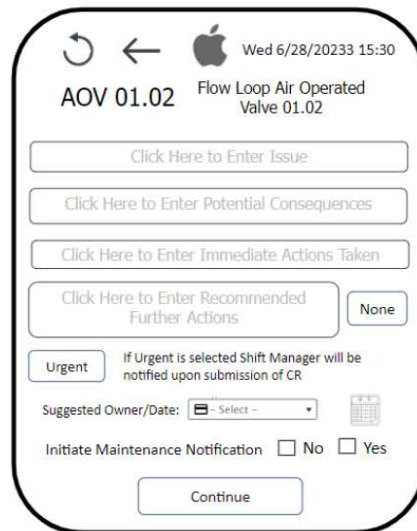 Wed 6/28/20233 15:30
AOV 01.02
Flow Loop Air Operated
Valve 01.02
Click Here to Enter Issue
Click Here to Enter Potential Consequences
Click Here to Enter Immediate Actions Taken
Click Here to Enter Recommended
Further Actions
None
Urgent
If Urgent is selected Shift Manager will be
notified upon submission of CR
Suggested Owner/Date:
- Select -
Initiate Maintenance Notification
No
Yes
Continue